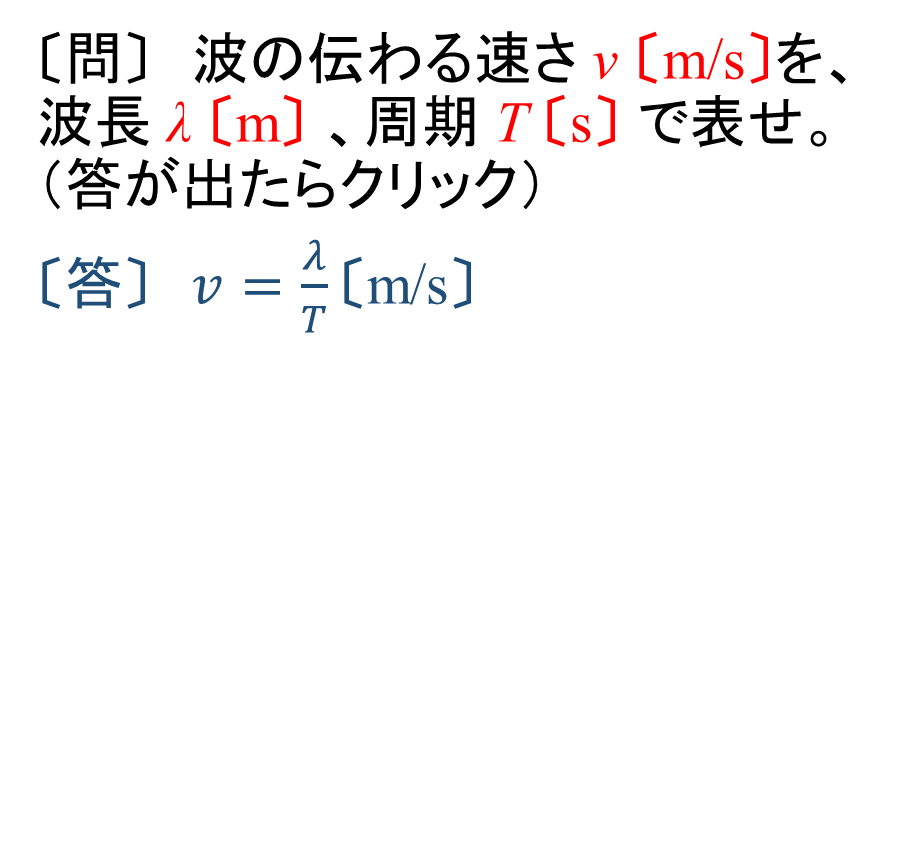 〔問〕 波の伝わる速さ v〔m/s〕を、
波長 λ〔m〕、周期 T〔s〕で表せ。
（答が出たらクリック）
〔答〕 v = λ/T〔m/s〕